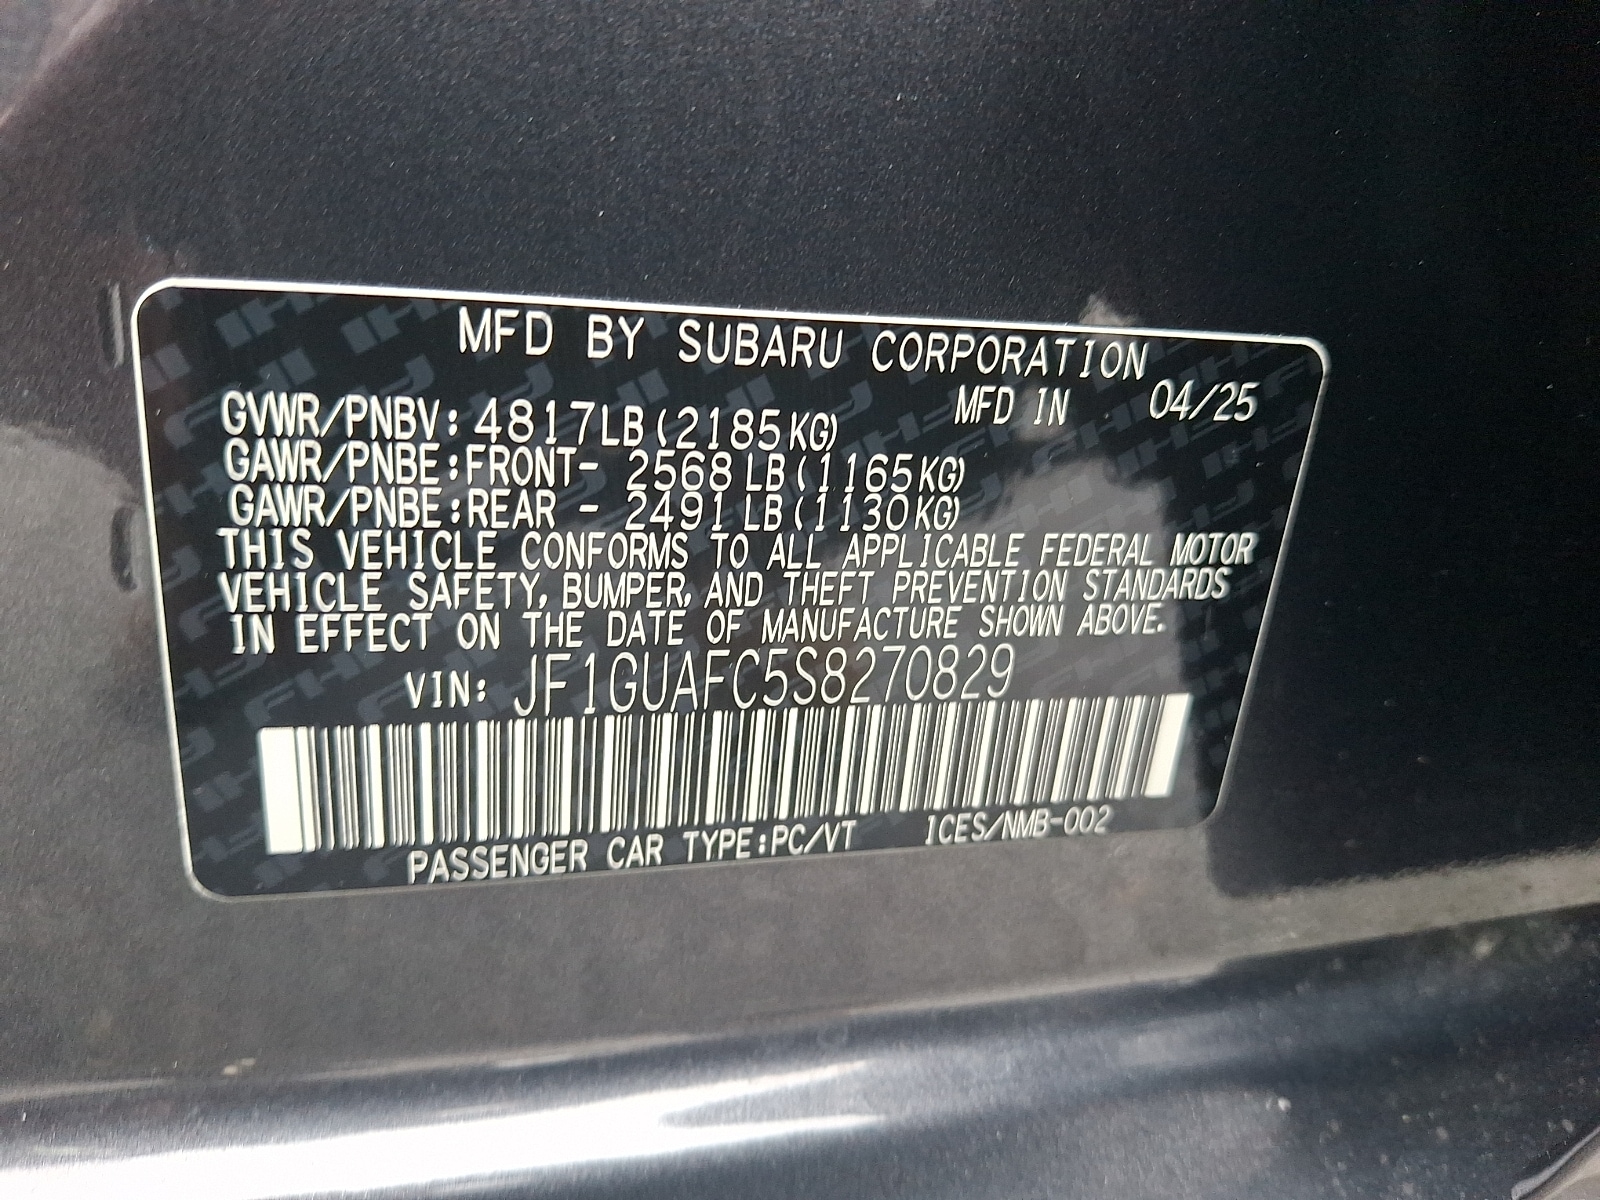 MFD BY SUBARU CORPORATION
MFD IN 04/25
GVWR/PNBV: 4817LB(2185KG)
GAWR/PNBE:FRONT- 2568LB(1165KG)
GAWR/PNBE:REAR - 2491LB(1130KG)
THIS VEHICLE CONFORMS TO ALL APPLICABLE FEDERAL MOTOR
VEHICLE SAFETY, BUMPER, AND THEFT PREVENTION STANDARDS
IN EFFECT ON THE DATE OF MANUFACTURE SHOWN ABOVE.
VIN: JF1GUAFC5S8270829
PASSENGER CAR TYPE:PC/VT ICES/NMB-002